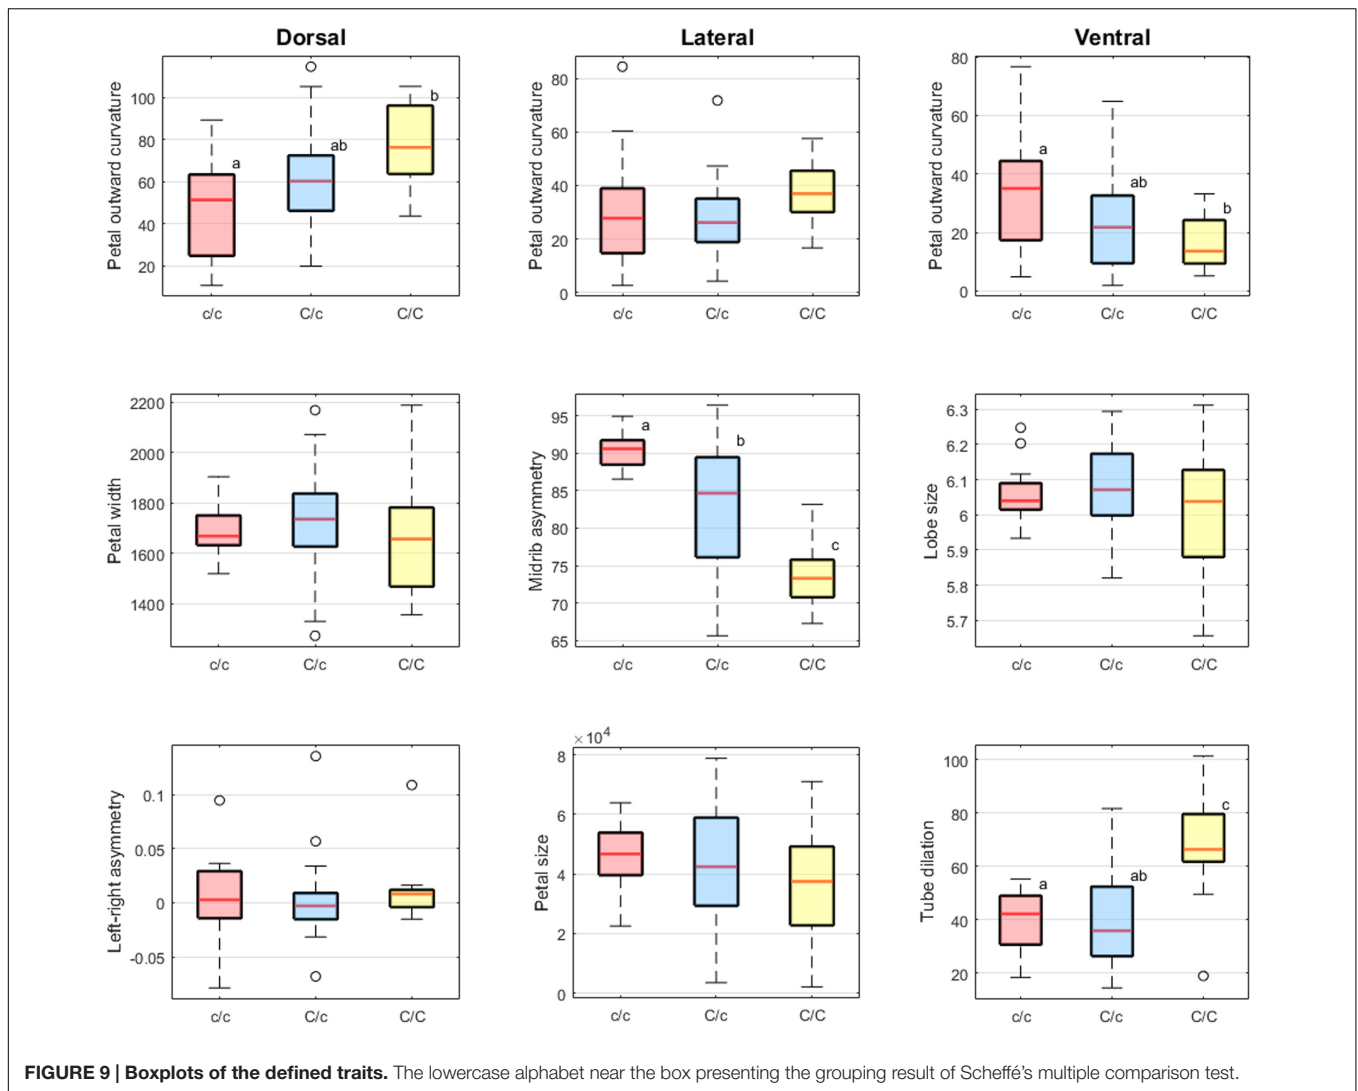 Dorsal Lateral Ventral
Petal outward curvature
100
80
60
40
20
a
ab
b
c/c C/c C/C
Petal outward curvature
80
60
40
20
0
c/c C/c C/C
Petal outward curvature
80
60
40
20
0
a
ab
b
c/c C/c C/C
Petal width
2200
2000
1800
1600
1400
c/c C/c C/C
Midrib asymmetry
95
90
85
80
75
70
65
a
b
c
c/c C/c C/C
Lobe size
6.3
6.2
6.1
6
5.9
5.8
5.7
c/c C/c C/C
Left-right asymmetry
0.1
0.05
0
-0.05
c/c C/c C/C
×10⁴
Petal size
8
6
4
2
0
c/c C/c C/C
Tube dilation
100
80
60
40
20
a
ab
c
c/c C/c C/C
FIGURE 9 | Boxplots of the defined traits. The lowercase alphabet near the box presenting the grouping result of Scheffé's multiple comparison test.